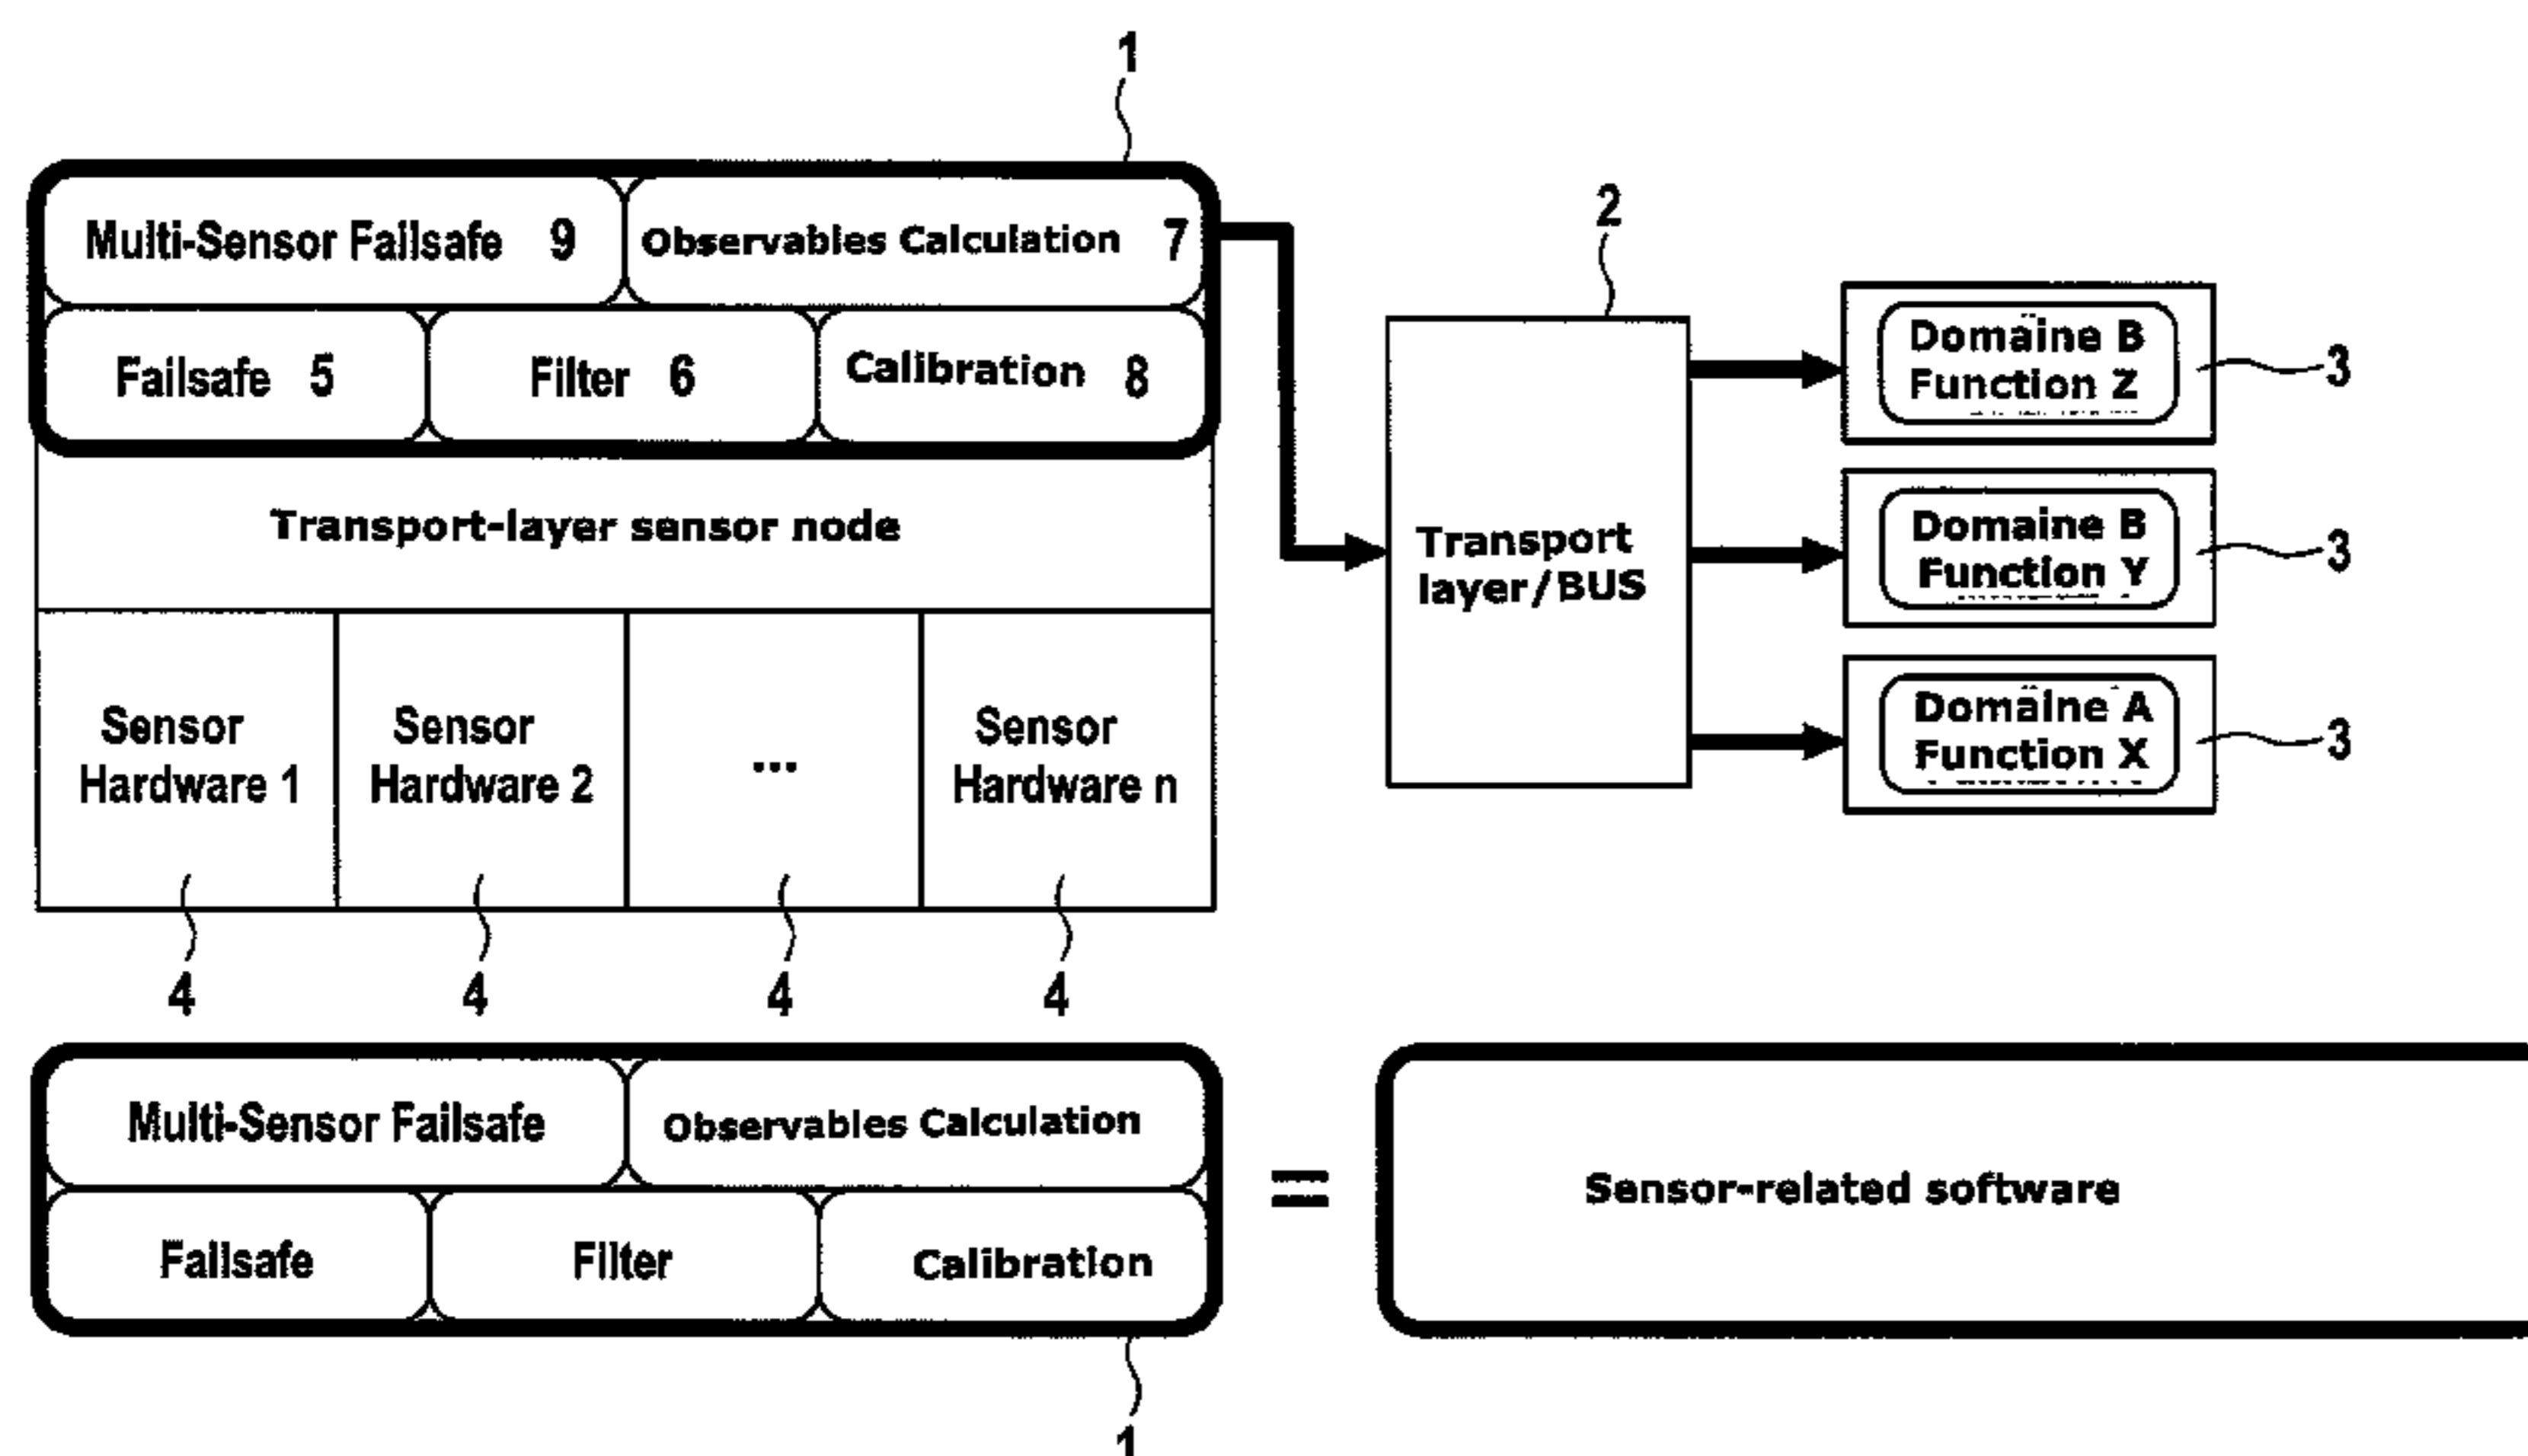 1
Multi-Sensor Failsafe 9
Observables Calculation 7
Failsafe 5
Filter 6
Calibration 8
Transport-layer sensor node
Sensor
Hardware 1
Sensor
Hardware 2
...
Sensor
Hardware n
4
4
4
4
2
Transport
layer/BUS
Domaine B
Function Z
3
Domaine B
Function Y
3
Domaine A
Function X
3
Multi-Sensor Failsafe
Observables Calculation
Failsafe
Filter
Calibration
=
Sensor-related software
1